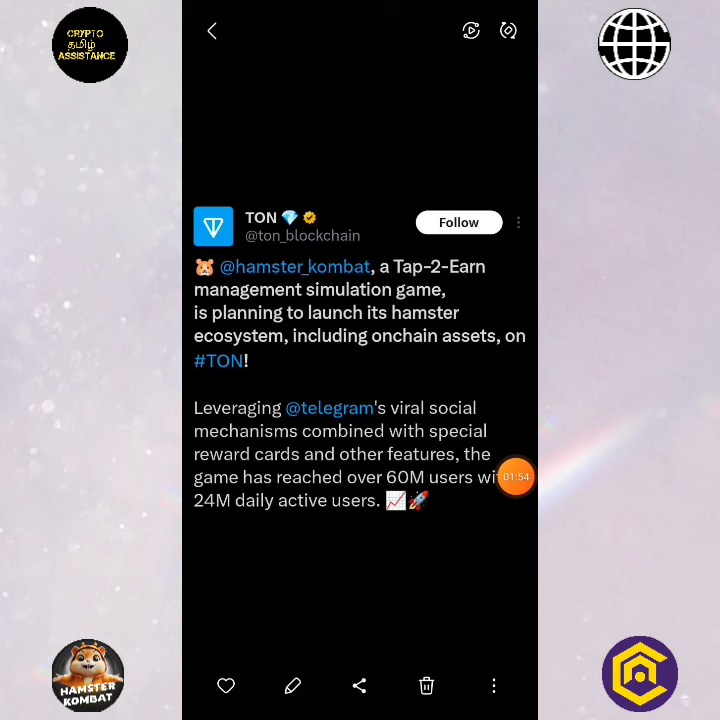 CRYPTO
தமிழ்
ASSISTANCE
TON 💎
@ton_blockchain
Follow
🐹 @hamster_kombat, a Tap-2-Earn
management simulation game,
is planning to launch its hamster
ecosystem, including onchain assets, on
#TON!
Leveraging @telegram's viral social
mechanisms combined with special
reward cards and other features, the
game has reached over 60M users wi
01:54
24M daily active users. 📈🚀
HAMSTER
KOMBAT